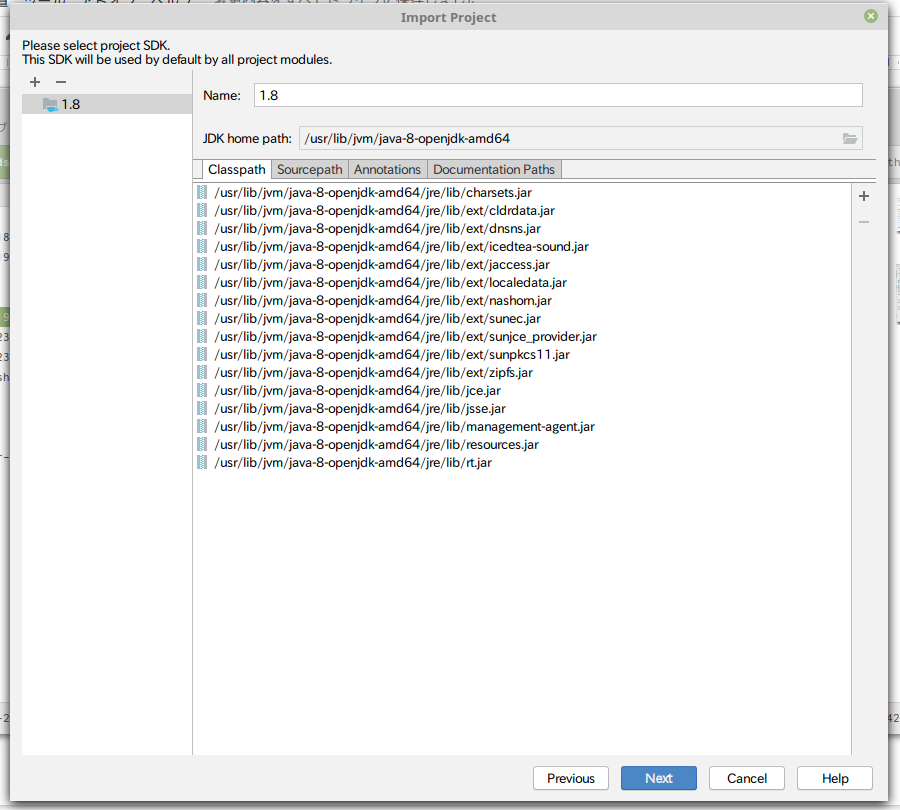 Import Project
Please select project SDK.
This SDK will be used by default by all project modules.
1.8
Name: 1.8
JDK home path: /usr/lib/jvm/java-8-openjdk-amd64
Classpath Sourcepath Annotations Documentation Paths
/usr/lib/jvm/java-8-openjdk-amd64/jre/lib/charsets.jar
/usr/lib/jvm/java-8-openjdk-amd64/jre/lib/ext/cldrdata.jar
/usr/lib/jvm/java-8-openjdk-amd64/jre/lib/ext/dnsns.jar
/usr/lib/jvm/java-8-openjdk-amd64/jre/lib/ext/icedtea-sound.jar
/usr/lib/jvm/java-8-openjdk-amd64/jre/lib/ext/jaccess.jar
/usr/lib/jvm/java-8-openjdk-amd64/jre/lib/ext/localedata.jar
/usr/lib/jvm/java-8-openjdk-amd64/jre/lib/ext/nashorn.jar
/usr/lib/jvm/java-8-openjdk-amd64/jre/lib/ext/sunec.jar
/usr/lib/jvm/java-8-openjdk-amd64/jre/lib/ext/sunjce_provider.jar
/usr/lib/jvm/java-8-openjdk-amd64/jre/lib/ext/sunpkcs11.jar
/usr/lib/jvm/java-8-openjdk-amd64/jre/lib/ext/zipfs.jar
/usr/lib/jvm/java-8-openjdk-amd64/jre/lib/jce.jar
/usr/lib/jvm/java-8-openjdk-amd64/jre/lib/jsse.jar
/usr/lib/jvm/java-8-openjdk-amd64/jre/lib/management-agent.jar
/usr/lib/jvm/java-8-openjdk-amd64/jre/lib/resources.jar
/usr/lib/jvm/java-8-openjdk-amd64/jre/lib/rt.jar
Previous Next Cancel Help